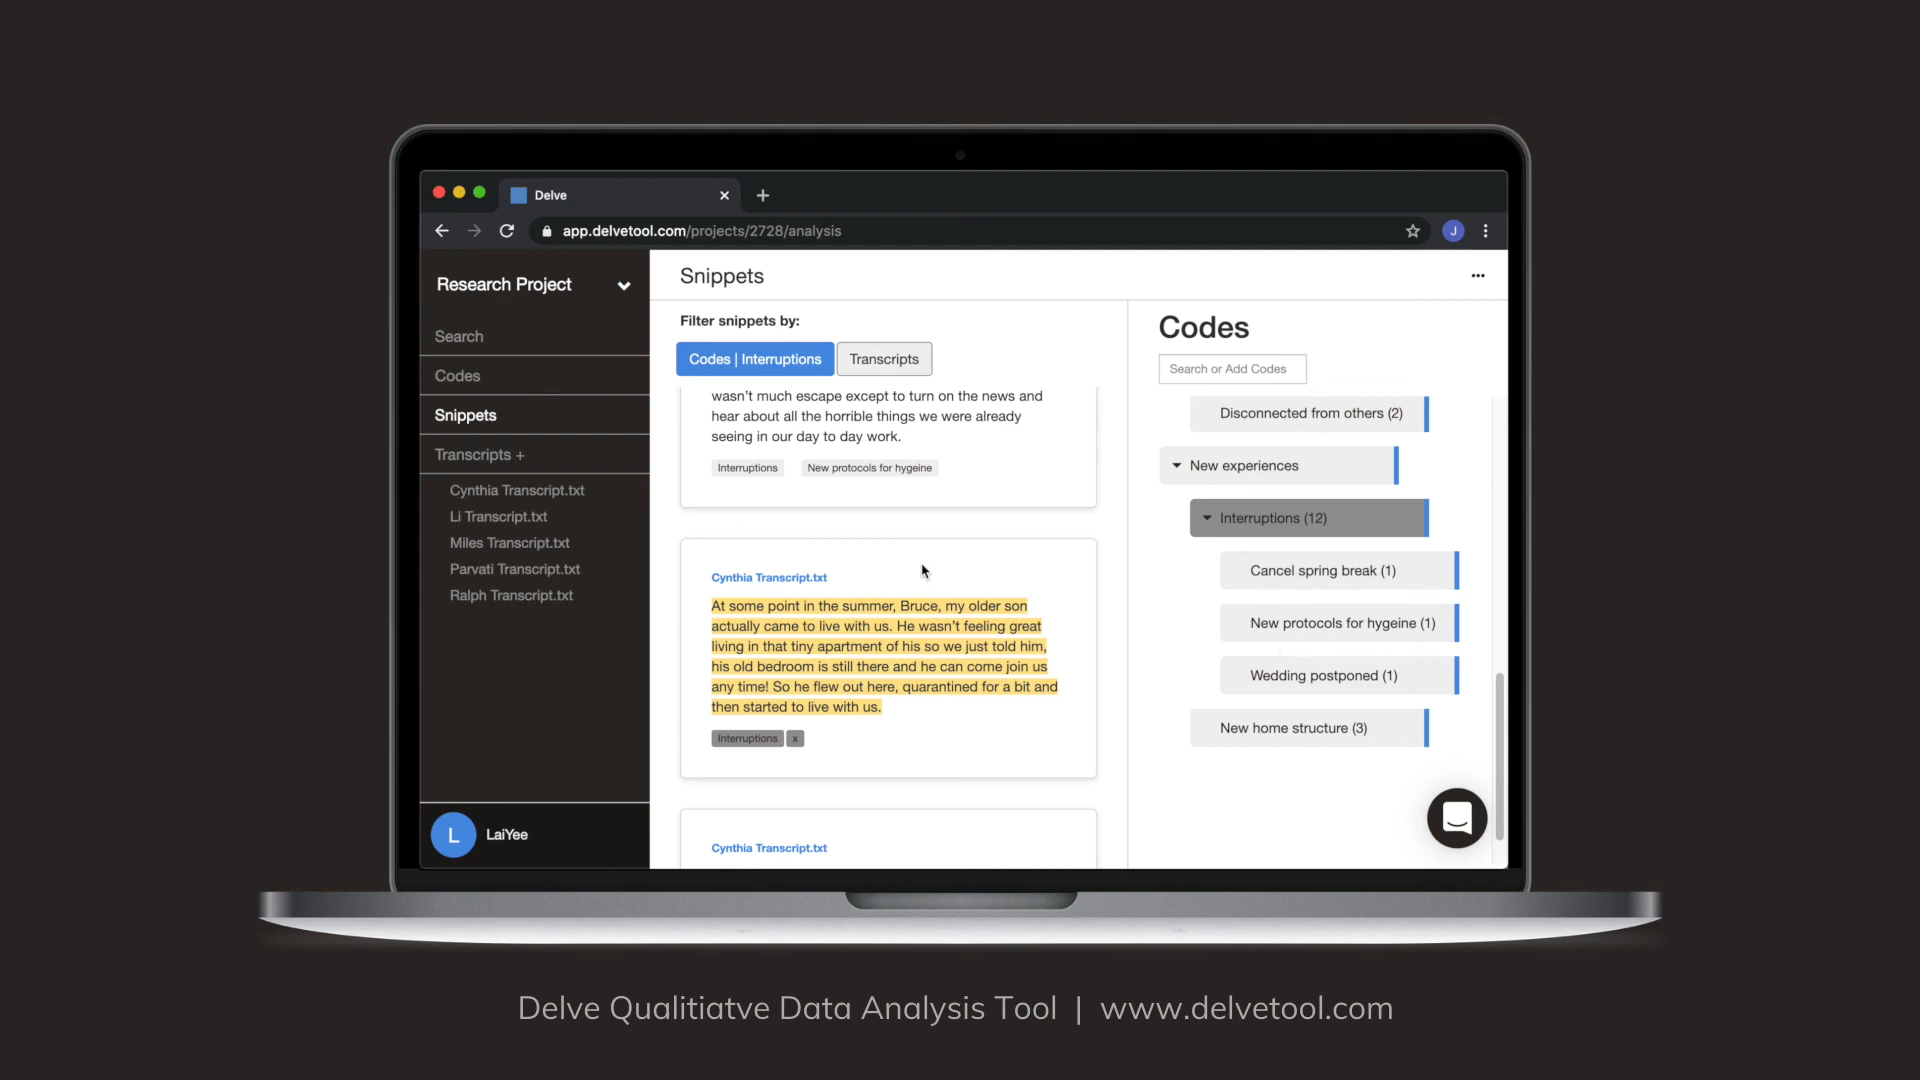 Delve
app.delvetool.com/projects/2728/analysis
J
Research Project
Search
Codes
Snippets
Transcripts +
Cynthia Transcript.txt
Li Transcript.txt
Miles Transcript.txt
Parvati Transcript.txt
Ralph Transcript.txt
L
LaiYee
Snippets
Filter snippets by:
Codes | Interruptions
Transcripts
wasn't much escape except to turn on the news and
hear about all the horrible things we were already
seeing in our day to day work.
Interruptions
New protocols for hygeine
Cynthia Transcript.txt
At some point in the summer, Bruce, my older son
actually came to live with us. He wasn't feeling great
living in that tiny apartment of his so we just told him,
his old bedroom is still there and he can come join us
any time! So he flew out here, quarantined for a bit and
then started to live with us.
Interruptions x
Cynthia Transcript.txt
Codes
Search or Add Codes
Disconnected from others (2)
New experiences
Interruptions (12)
Cancel spring break (1)
New protocols for hygeine (1)
Wedding postponed (1)
New home structure (3)
Delve Qualitiatve Data Analysis Tool | www.delvetool.com